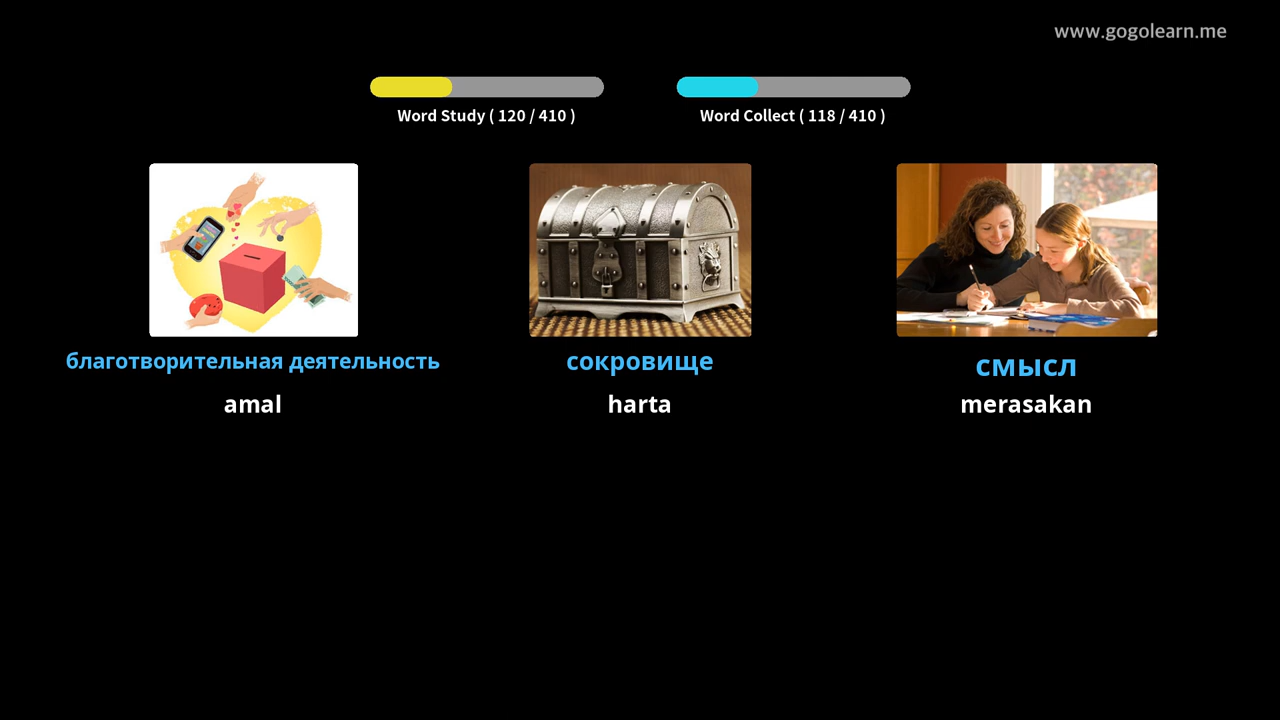 www.gogolearn.me
Word Study ( 120 / 410 )
Word Collect ( 118 / 410 )
благотворительная деятельность
сокровище
смысл
amal
harta
merasakan